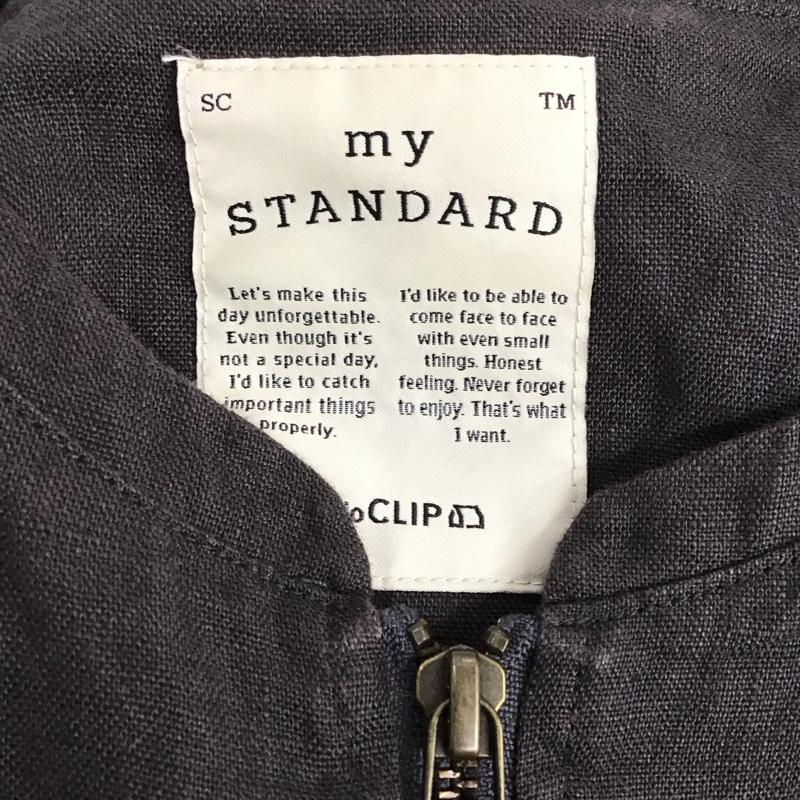 SC TM
my
STANDARD
Let's make this
day unforgettable.
Even though it's
not a special day,
I'd like to catch
important things
properly.
I'd like to be able to
come face to face
with even small
things. Honest
feeling. Never forget
to enjoy. That's what
I want.
CLIP